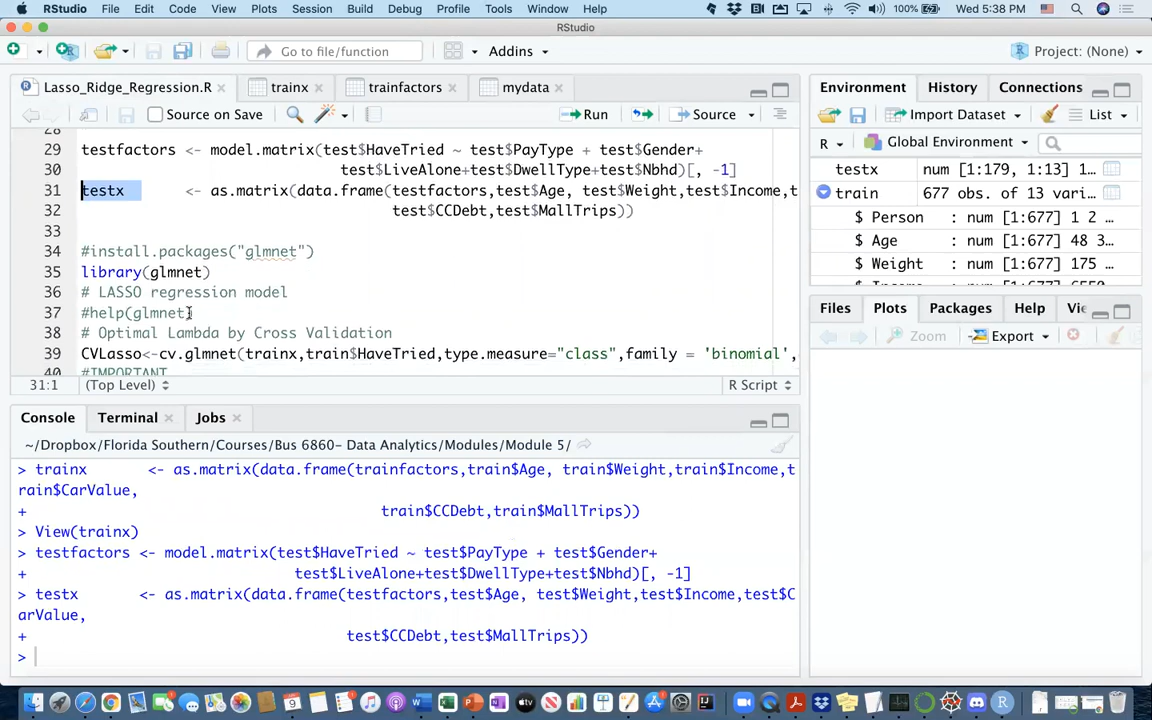 RStudio File Edit Code View Plots Session Build Debug Profile Tools Window Help 100% Wed 5:38 PM
RStudio
Go to file/function Addins Project: (None)
Lasso_Ridge_Regression.R trainx trainfactors mydata
Source on Save Run Source
28
29 testfactors <- model.matrix(test$HaveTried ~ test$PayType + test$Gender+
30 test$LiveAlone+test$DwellType+test$Nbhd)[, -1]
31 testx <- as.matrix(data.frame(testfactors,test$Age, test$Weight,test$Income,t
32 test$CCDebt,test$MallTrips))
33
34 #install.packages("glmnet")
35 library(glmnet)
36 # LASSO regression model
37 #help(glmnet)
38 # Optimal Lambda by Cross Validation
39 CVLasso<-cv.glmnet(trainx,train$HaveTried,type.measure="class",family = 'binomial',
40 #IMPORTANT
31:1 (Top Level) R Script
Console Terminal Jobs
~/Dropbox/Florida Southern/Courses/Bus 6860- Data Analytics/Modules/Module 5/
> trainx <- as.matrix(data.frame(trainfactors,train$Age, train$Weight,train$Income,t
rain$CarValue,
+ train$CCDebt,train$MallTrips))
> View(trainx)
> testfactors <- model.matrix(test$HaveTried ~ test$PayType + test$Gender+
+ test$LiveAlone+test$DwellType+test$Nbhd)[, -1]
> testx <- as.matrix(data.frame(testfactors,test$Age, test$Weight,test$Income,test$C
arValue,
+ test$CCDebt,test$MallTrips))
>
Environment History Connections
Import Dataset List
R Global Environment
testx num [1:179, 1:13] 1...
train 677 obs. of 13 vari...
$ Person : num [1:677] 1 2 ...
$ Age : num [1:677] 48 3...
$ Weight : num [1:677] 175 ...
Files Plots Packages Help Vie
Zoom Export